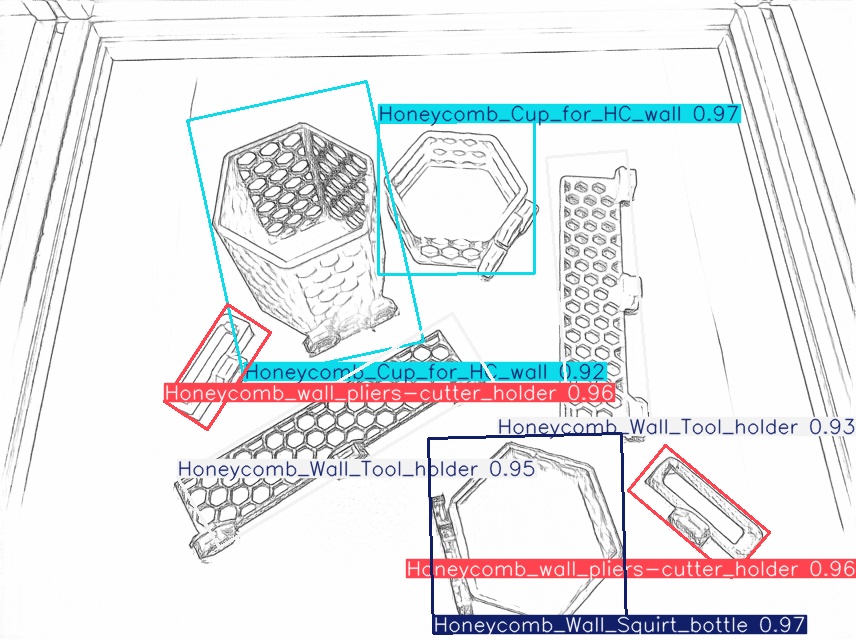 Honeycomb_Cup_for_HC_wall 0.97
Honeycomb_Cup_for_HC_wall 0.92
Honeycomb_wall_pliers-cutter_holder 0.96
Honeycomb_Wall_Tool_holder 0.93
Honeycomb_Wall_Tool_holder 0.95
Honeycomb_wall_pliers-cutter_holder 0.96
Honeycomb_Wall_Squirt_bottle 0.97